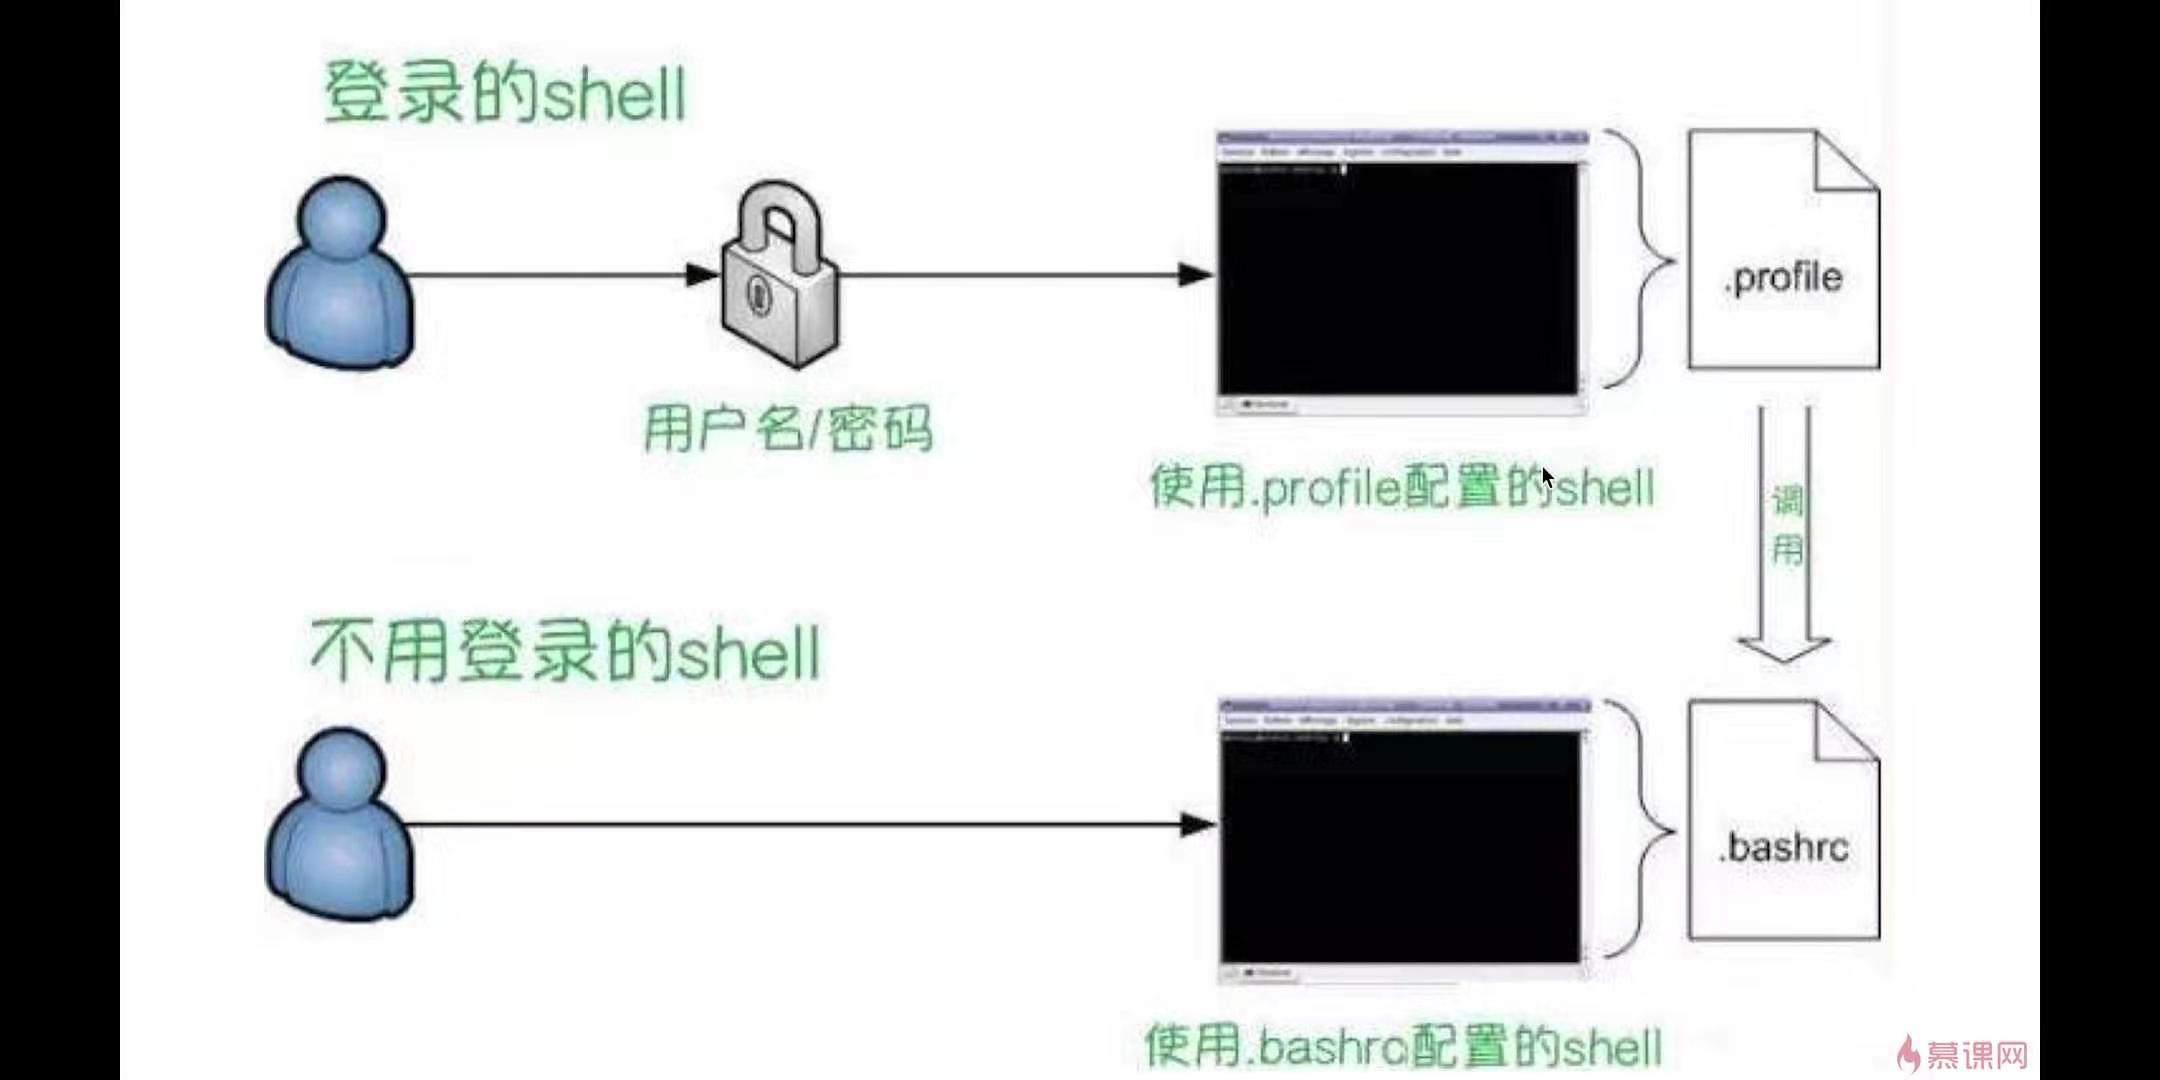 登录的shell
.profile
用户名/密码
使用.profile配置的shell
调
用
不用登录的shell
.bashrc
使用.bashrc配置的shell
慕课网